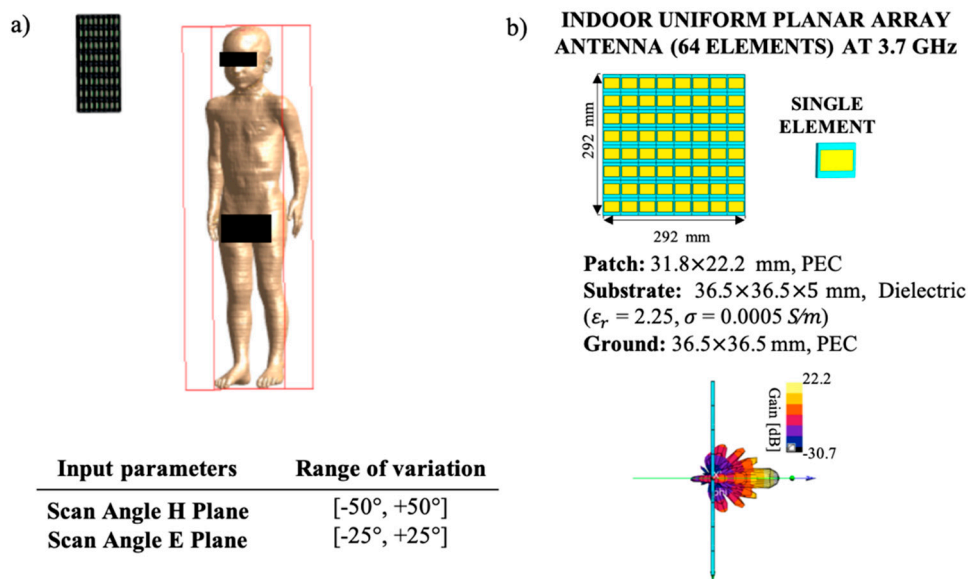 a)
Input parameters Range of variation
Scan Angle H Plane [-50°, +50°]
Scan Angle E Plane [-25°, +25°]
b) INDOOR UNIFORM PLANAR ARRAY
ANTENNA (64 ELEMENTS) AT 3.7 GHz
292 mm
SINGLE
ELEMENT
292 mm
Patch: 31.8×22.2 mm, PEC
Substrate: 36.5×36.5×5 mm, Dielectric
(εr = 2.25, σ = 0.0005 S/m)
Ground: 36.5×36.5 mm, PEC
Gain [dB]
22.2
-30.7